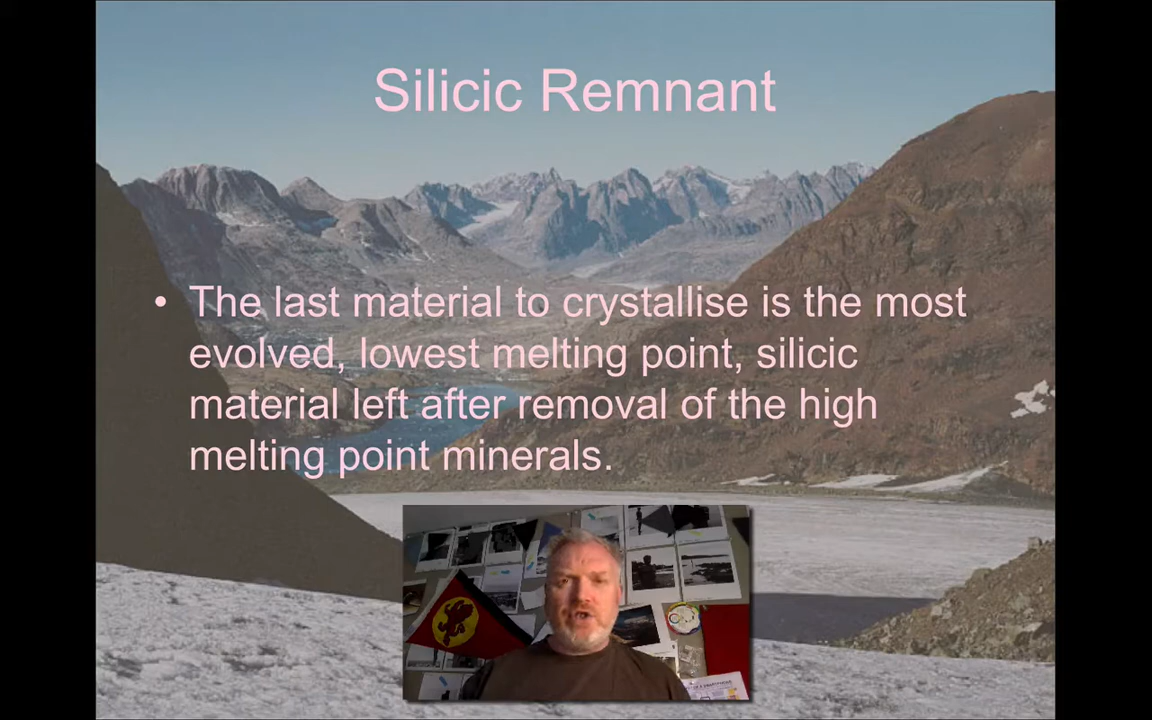 Silicic Remnant
• The last material to crystallise is the most
evolved, lowest melting point, silicic
material left after removal of the high
melting point minerals.